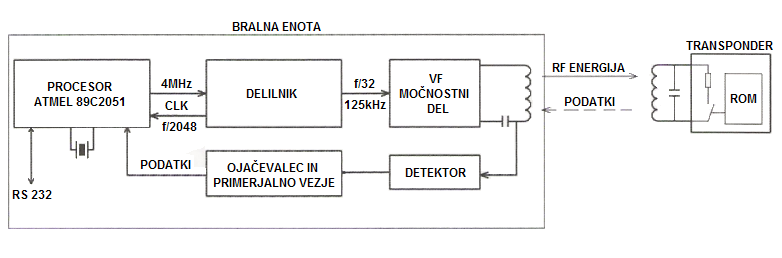 BRALNA ENOTA
TRANSPONDER
PROCESOR
ATMEL 89C2051
4MHz
CLK
f/2048
DELILNIK
f/32
125kHz
VF
MOČNOSTNI
DEL
RF ENERGIJA
PODATKI
ROM
PODATKI
OJAČEVALEC IN
PRIMERJALNO VEZJE
DETEKTOR
RS 232